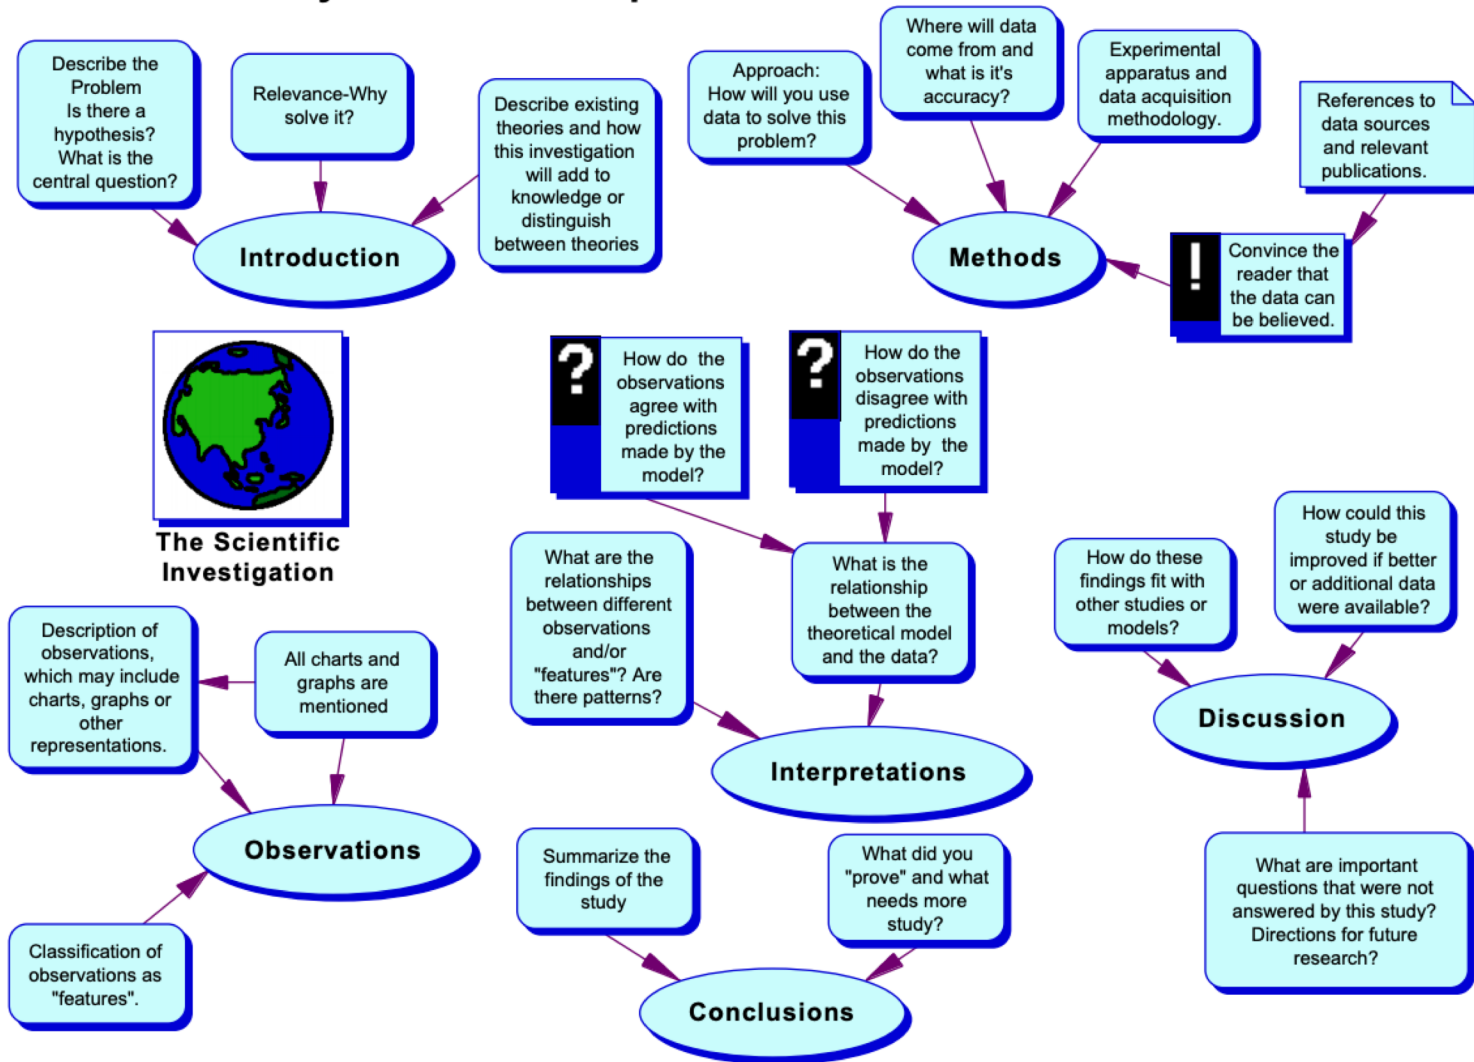 Describe the
Problem
Is there a
hypothesis?
What is the
central question?
Relevance-Why
solve it?
Describe existing
theories and how
this investigation
will add to
knowledge or
distinguish
between theories
Introduction
Approach:
How will you use
data to solve this
problem?
Where will data
come from and
what is it's
accuracy?
Experimental
apparatus and
data acquisition
methodology.
References to
data sources
and relevant
publications.
!
Convince the
reader that
the data can
be believed.
Methods
The Scientific
Investigation
?
How do the
observations
agree with
predictions
made by the
model?
?
How do the
observations
disagree with
predictions
made by the
model?
What are the
relationships
between different
observations
and/or
"features"? Are
there patterns?
What is the
relationship
between the
theoretical model
and the data?
Interpretations
How do these
findings fit with
other studies or
models?
How could this
study be
improved if better
or additional data
were available?
Discussion
What are important
questions that were not
answered by this study?
Directions for future
research?
Description of
observations,
which may include
charts, graphs or
other
representations.
All charts and
graphs are
mentioned
Observations
Classification of
observations as
"features".
Summarize the
findings of the
study
What did you
"prove" and what
needs more
study?
Conclusions